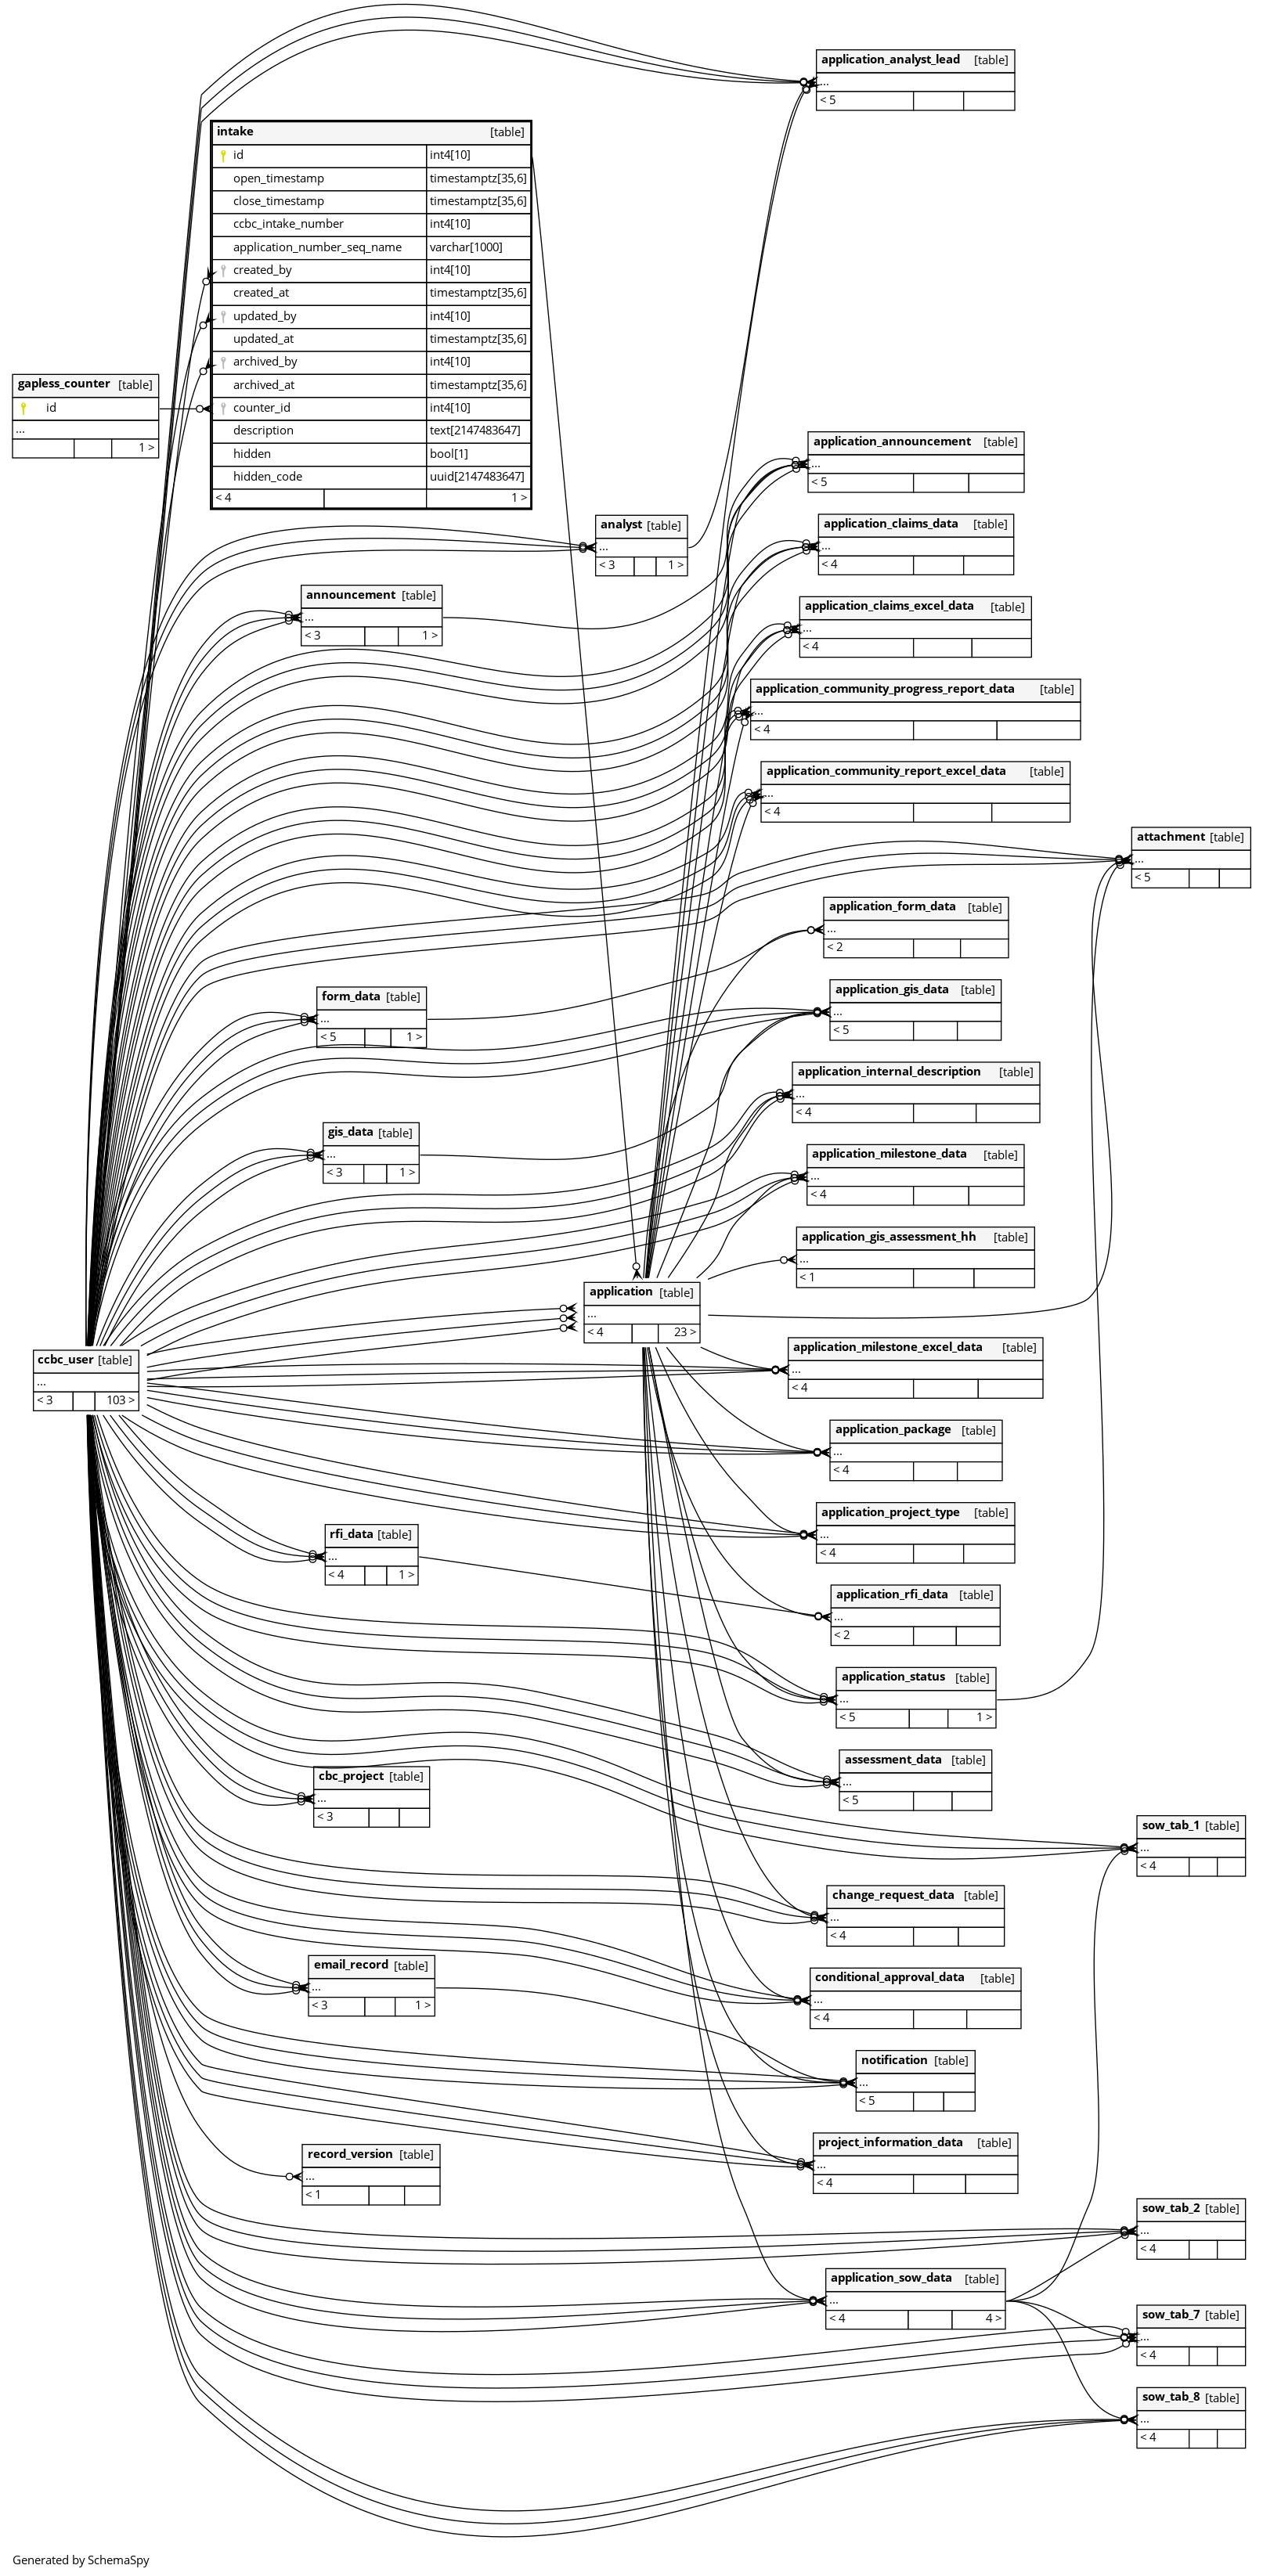 application_analyst_lead [table]
...
< 5
intake [table]
id int4[10]
open_timestamp timestamptz[35,6]
close_timestamp timestamptz[35,6]
ccbc_intake_number int4[10]
application_number_seq_name varchar[1000]
created_by int4[10]
created_at timestamptz[35,6]
updated_by int4[10]
updated_at timestamptz[35,6]
archived_by int4[10]
archived_at timestamptz[35,6]
counter_id int4[10]
description text[2147483647]
hidden bool[1]
hidden_code uuid[2147483647]
< 4 1 >
gapless_counter [table]
id
...
1 >
application_announcement [table]
...
< 5
analyst [table]
...
< 3 1 >
application_claims_data [table]
...
< 4
announcement [table]
...
< 3 1 >
application_claims_excel_data [table]
...
< 4
application_community_progress_report_data [table]
...
< 4
application_community_report_excel_data [table]
...
< 4
attachment [table]
...
< 5
application_form_data [table]
...
< 2
form_data [table]
...
< 5 1 >
application_gis_data [table]
...
< 5
application_internal_description [table]
...
< 4
gis_data [table]
...
< 3 1 >
application_milestone_data [table]
...
< 4
application_gis_assessment_hh [table]
...
< 1
application [table]
...
< 4 23 >
ccbc_user [table]
...
< 3 103 >
application_milestone_excel_data [table]
...
< 4
application_package [table]
...
< 4
application_project_type [table]
...
< 4
rfi_data [table]
...
< 4 1 >
application_rfi_data [table]
...
< 2
application_status [table]
...
< 5 1 >
assessment_data [table]
...
< 5
cbc_project [table]
...
< 3
sow_tab_1 [table]
...
< 4
change_request_data [table]
...
< 4
email_record [table]
...
< 3 1 >
conditional_approval_data [table]
...
< 4
notification [table]
...
< 5
project_information_data [table]
...
< 4
record_version [table]
...
< 1
sow_tab_2 [table]
...
< 4
application_sow_data [table]
...
< 4 4 >
sow_tab_7 [table]
...
< 4
sow_tab_8 [table]
...
< 4
Generated by SchemaSpy